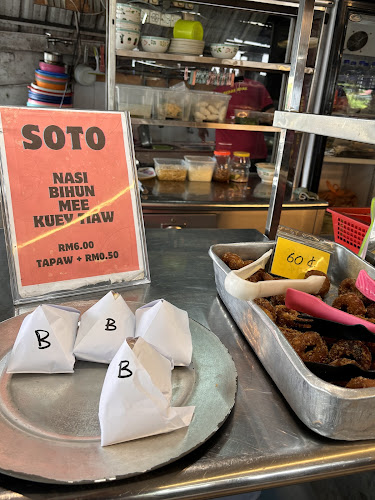 SOTO
NASI
BIHUN
MEE
KUEY TIAW
RM6.00
TAPAW + RM0.50
60 ¢
B
B
B